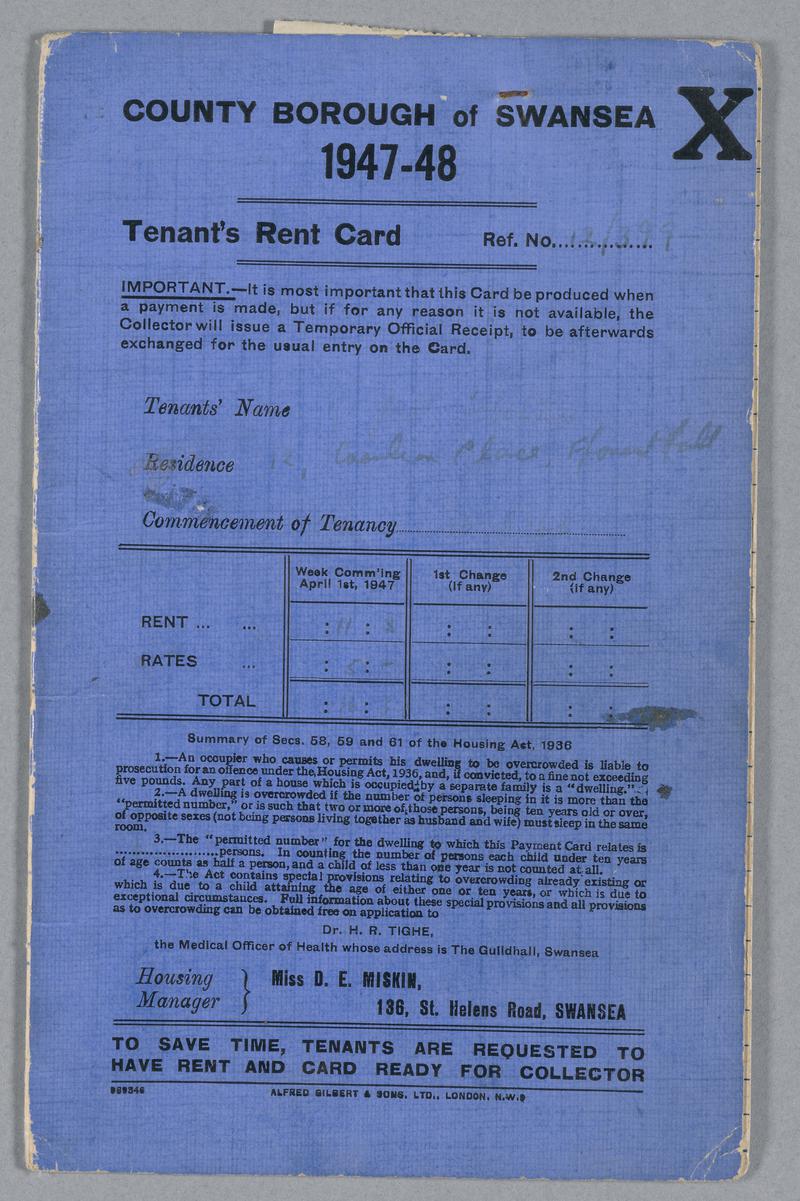 COUNTY BOROUGH of SWANSEA X
1947-48
Tenant's Rent Card Ref. No. 12/399
IMPORTANT.—It is most important that this Card be produced when
a payment is made, but if for any reason it is not available, the
Collector will issue a Temporary Official Receipt, to be afterwards
exchanged for the usual entry on the Card.
Tenants' Name
Residence 12, Place,
Commencement of Tenancy
Week Comm'ing 1st Change 2nd Change
April 1st, 1947 (if any) (if any)
RENT ... ... : 11 : 8 : : : :
RATES ... : 5 : - : : : :
TOTAL : 16 : : : : :
Summary of Secs. 58, 59 and 61 of the Housing Act, 1936
1.—An occupier who causes or permits his dwelling to be overcrowded is liable to
prosecution for an offence under the Housing Act, 1936, and, if convicted, to a fine not exceeding
five pounds. Any part of a house which is occupied by a separate family is a "dwelling."
2.—A dwelling is overcrowded if the number of persons sleeping in it is more than the
"permitted number," or is such that two or more of those persons, being ten years old or over,
of opposite sexes (not being persons living together as husband and wife) must sleep in the same
room.
3.—The "permitted number" for the dwelling to which this Payment Card relates is
......................persons. In counting the number of persons each child under ten years
of age counts as half a person, and a child of less than one year is not counted at all.
4.—The Act contains special provisions relating to overcrowding already existing or
which is due to a child attaining the age of either one or ten years, or which is due to
exceptional circumstances. Full information about these special provisions and all provisions
as to overcrowding can be obtained free on application to
Dr. H. R. TIGHE,
the Medical Officer of Health whose address is The Guildhall, Swansea
Housing } Miss D. E. MISKIN,
Manager 136, St. Helens Road, SWANSEA
TO SAVE TIME, TENANTS ARE REQUESTED TO
HAVE RENT AND CARD READY FOR COLLECTOR
ALFRED GILBERT & SONS. LTD., LONDON. N.W.9